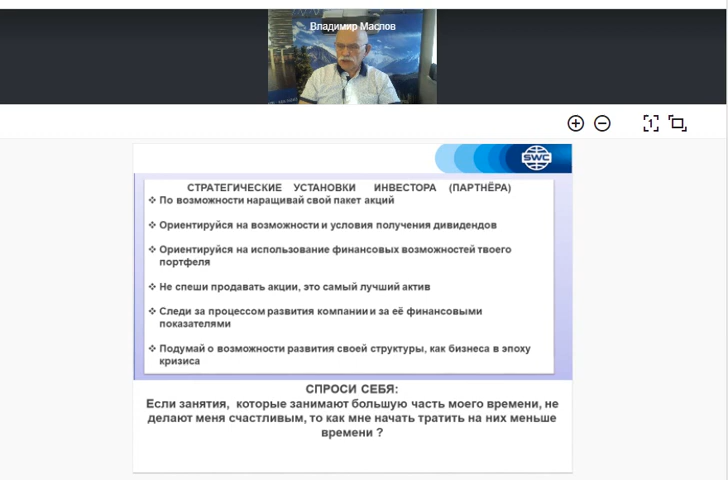 Владимир Маслов
SWC
СТРАТЕГИЧЕСКИЕ УСТАНОВКИ ИНВЕСТОРА (ПАРТНЁРА)
❖ По возможности наращивай свой пакет акций
❖ Ориентируйся на возможности и условия получения дивидендов
❖ Ориентируйся на использование финансовых возможностей твоего
портфеля
❖ Не спеши продавать акции, это самый лучший актив
❖ Следи за процессом развития компании и за её финансовыми
показателями
❖ Подумай о возможности развития своей структуры, как бизнеса в эпоху
кризиса
СПРОСИ СЕБЯ:
Если занятия, которые занимают большую часть моего времени, не
делают меня счастливым, то как мне начать тратить на них меньше
времени ?